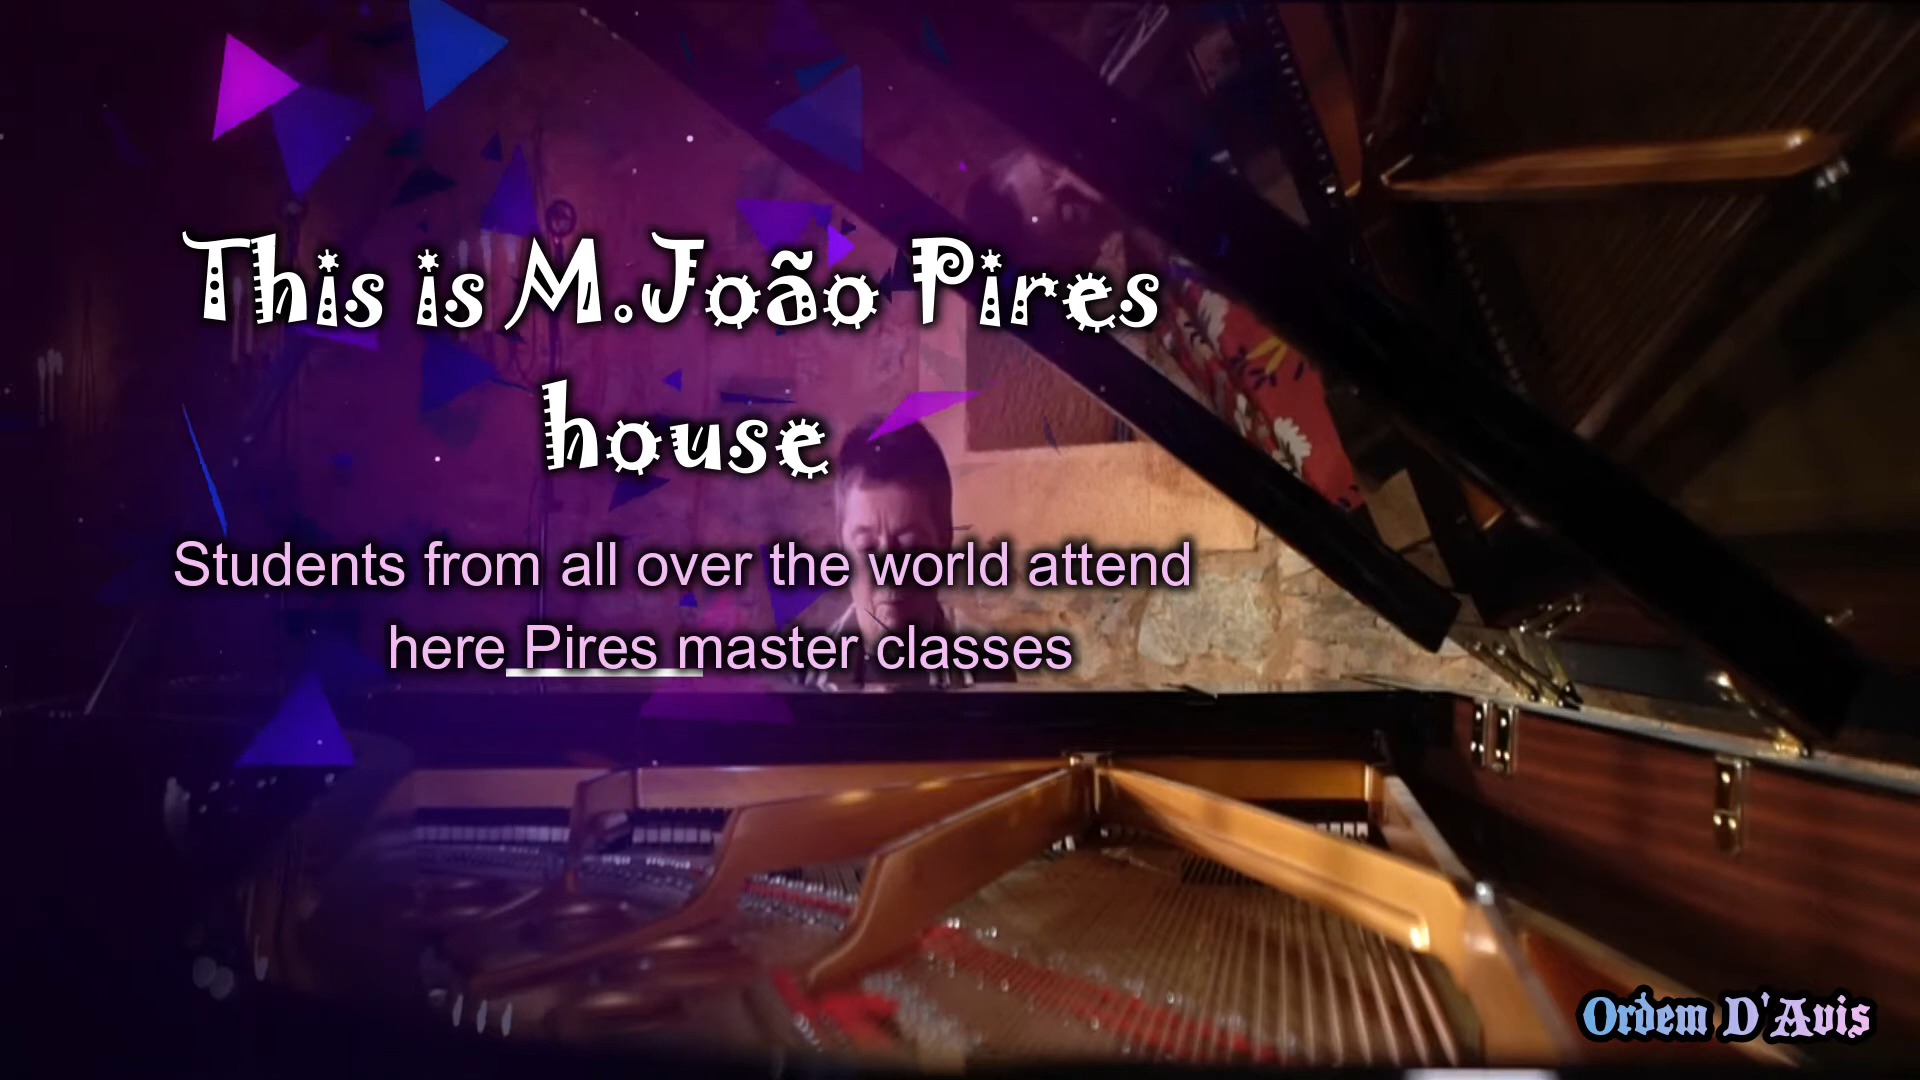 This is M.João Pires
house
Students from all over the world attend
here Pires master classes
Ordem D'Avis